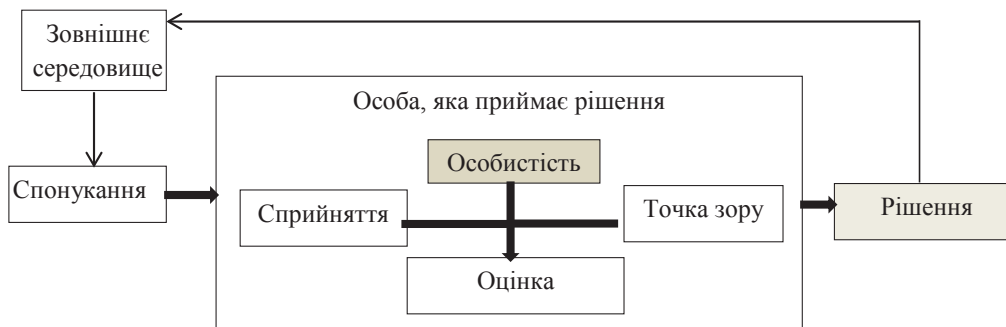 Зовнішнє
середовище
Особа, яка приймає рішення
Особистість
Спонукання
Сприйняття
Точка зору
Рішення
Оцінка